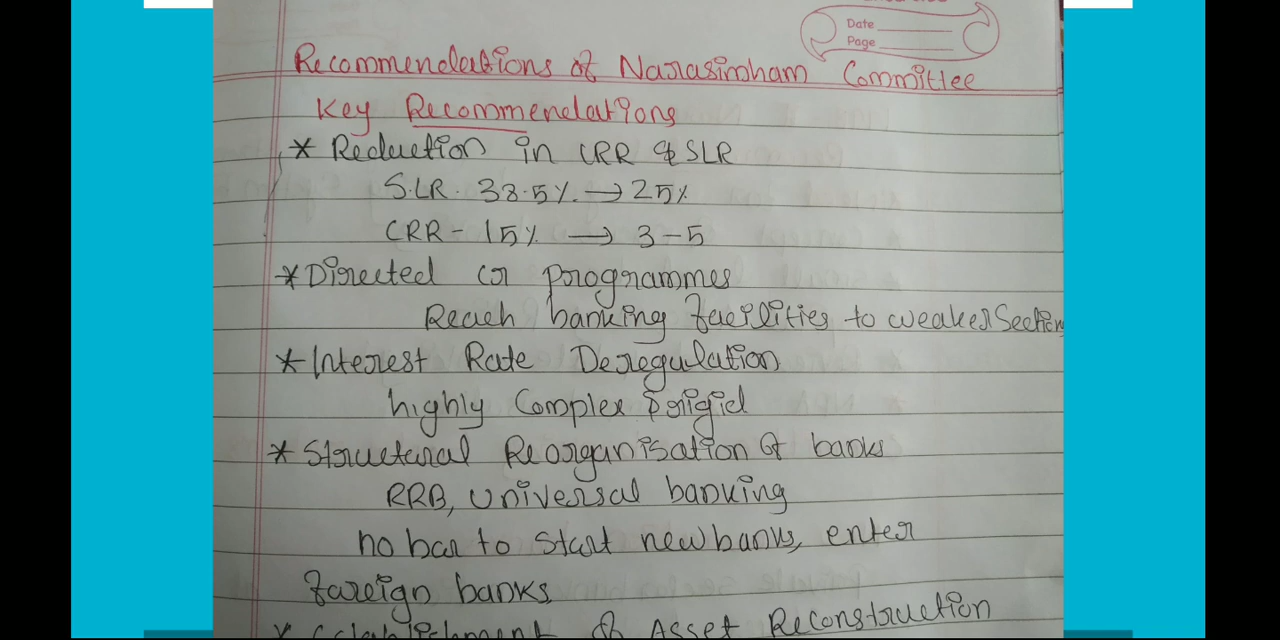 Date
Page
Recommendations of Narasimham Committee
Key Recommendations
* Reduction in CRR & SLR
SLR - 38.5% → 25%
CRR - 15% → 3-5
* Directed cr programmes
Reach banking facilities to weaker Section
* Interest Rate Deregulation
highly Complex & rigid
* Structural Reorganisation of banks
RRB, Universal banking
no bar to start new banks, enter
foreign banks
* Establishment of Asset Reconstruction